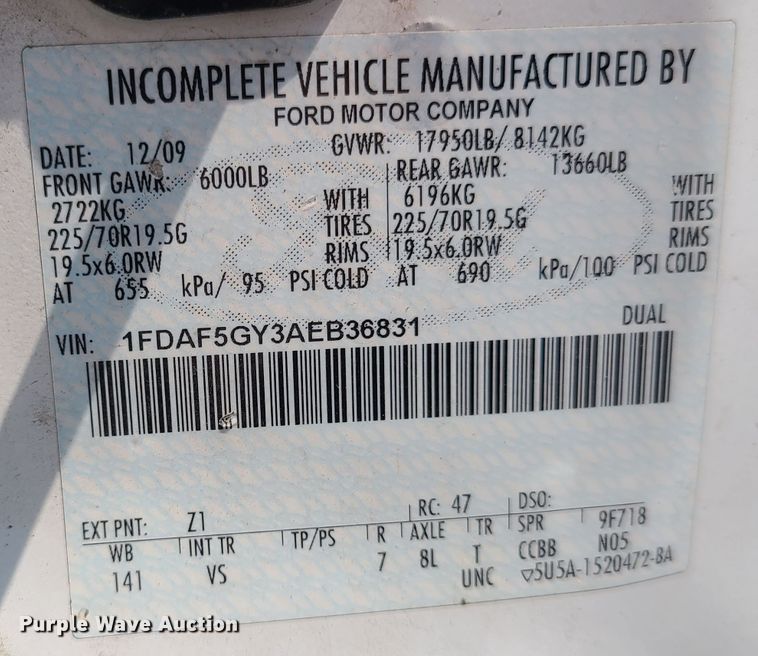 INCOMPLETE VEHICLE MANUFACTURED BY
FORD MOTOR COMPANY
DATE: 12/09 GVWR: 17950LB/ 8142KG
FRONT GAWR: 6000LB REAR GAWR: 13660LB
2722KG WITH 6196KG WITH
225/70R19.5G TIRES 225/70R19.5G TIRES
19.5x6.0RW RIMS 19.5x6.0RW RIMS
AT 655 kPa/ 95 PSI COLD AT 690 kPa/100 PSI COLD
VIN: 1FDAF5GY3AEB36831 DUAL
EXT PNT: Z1 RC: 47 DSO:
WB INT TR TP/PS R AXLE TR SPR 9F718
141 VS 7 8L T CCBB N05
UNC ▽5U5A-1520472-BA
Purple Wave Auction